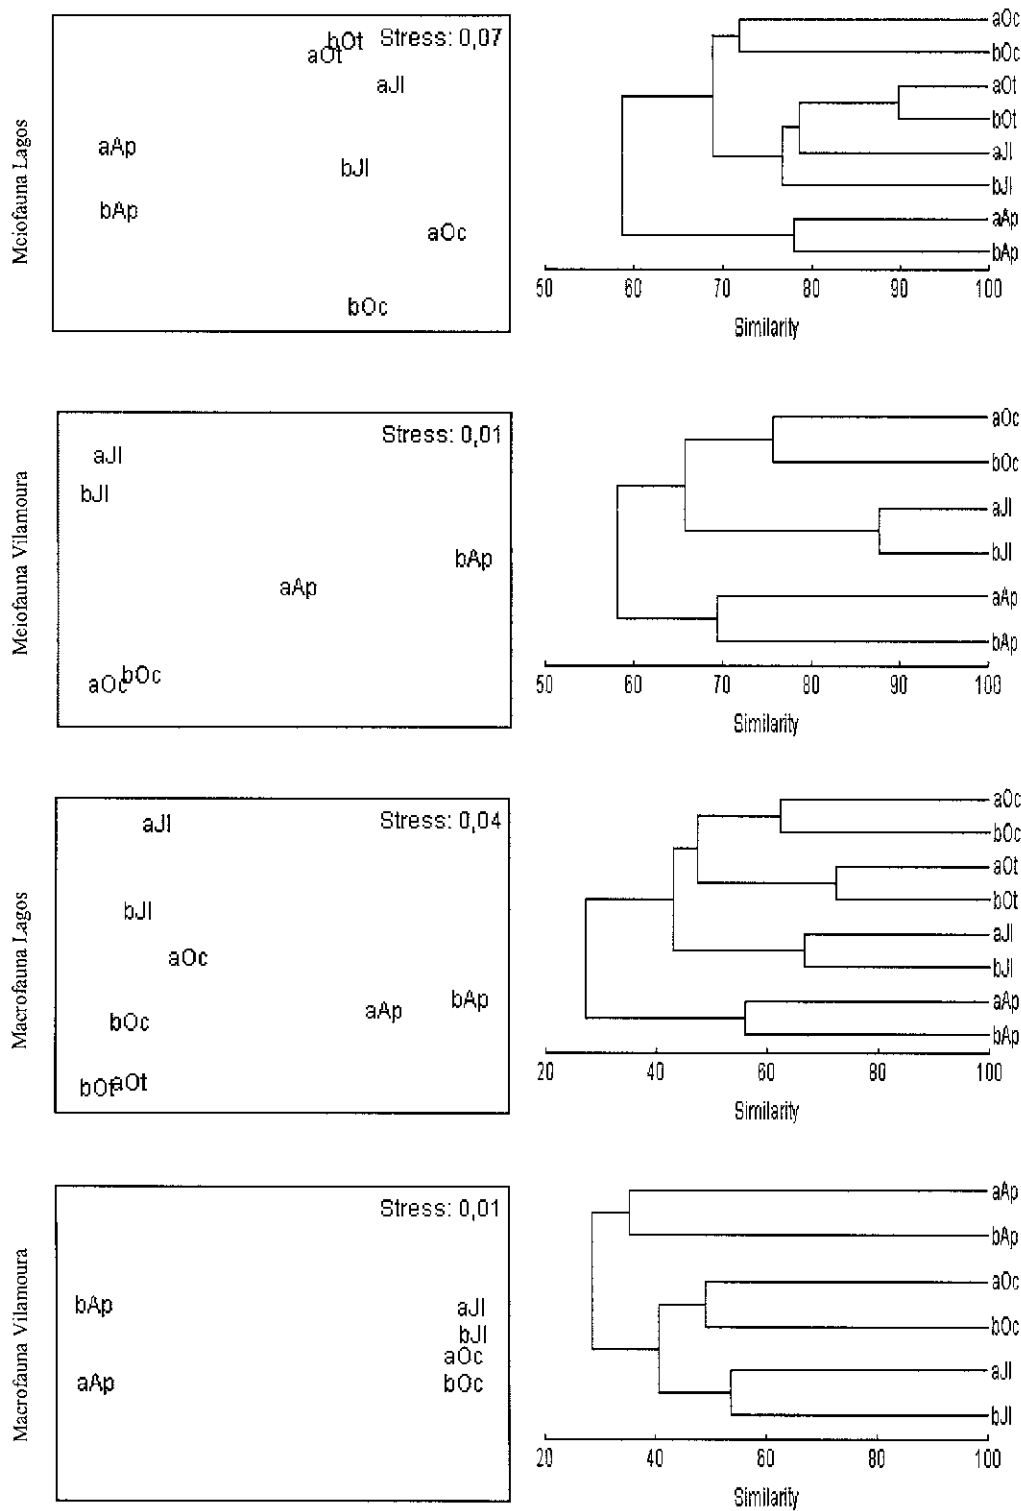 Meiofauna Lagos
bOt
Stress: 0,07
aOt
aJl
aAp
bJl
bAp
aOc
bOc
aOc
bOc
aOt
bOt
aJl
bJl
aAp
bAp
50 60 70 80 90 100
Similarity
Meiofauna Vilamoura
Stress: 0,01
aJl
bJl
bAp
aAp
bOc
aOc
aOc
bOc
aJl
bJl
aAp
bAp
50 60 70 80 90 100
Similarity
Macrofauna Lagos
Stress: 0,04
aJl
bJl
aOc
bAp
aAp
bOc
bOt
aOt
aOc
bOc
aOt
bOt
aJl
bJl
aAp
bAp
20 40 60 80 100
Similarity
Macrofauna Vilamoura
Stress: 0,01
bAp
aJl
bJl
aOc
aAp
bOc
aAp
bAp
aOc
bOc
aJl
bJl
20 40 60 80 100
Similarity